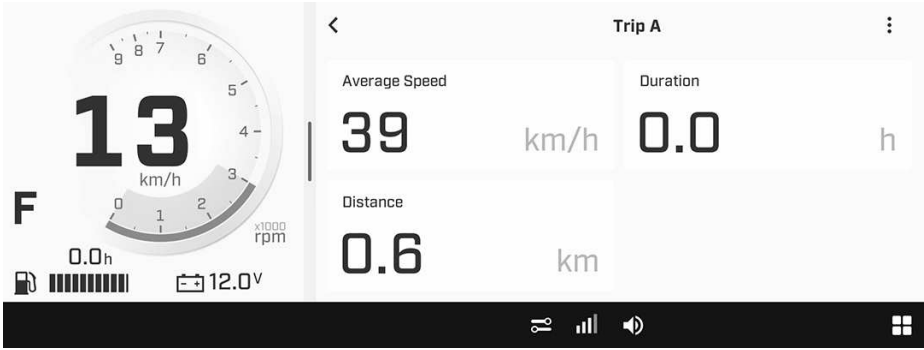 Trip A
9 8 7 6 5 4 3 2 1 0
13
km/h
F
x1000
rpm
0.0h
12.0V
Average Speed
39 km/h
Duration
0.0 h
Distance
0.6 km